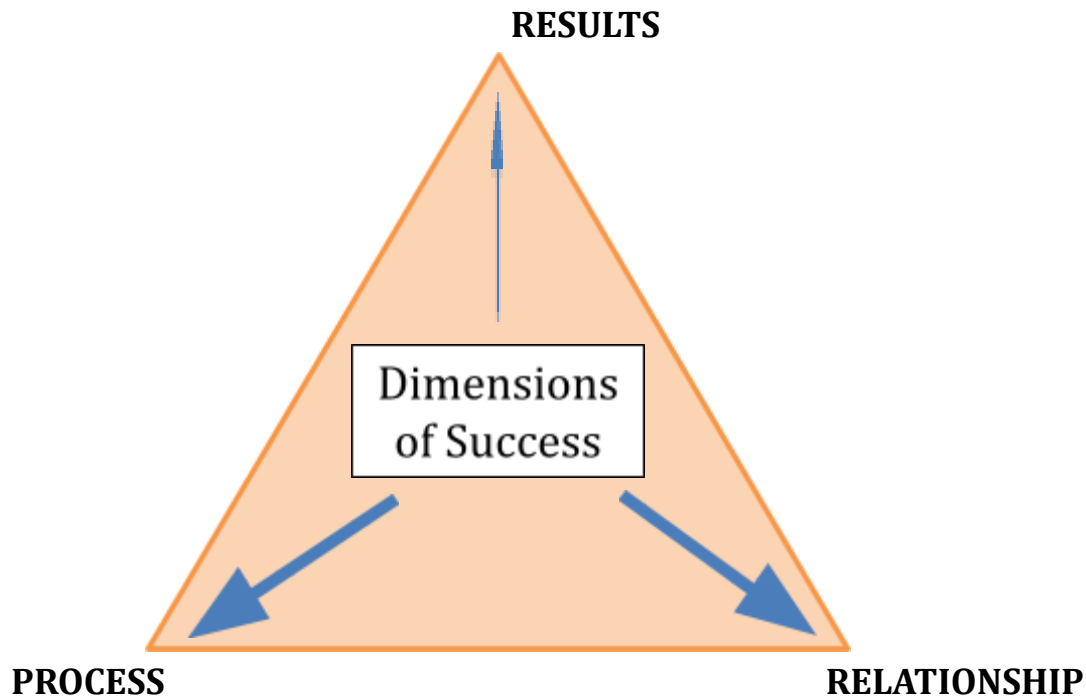 RESULTS
Dimensions
of Success
PROCESS
RELATIONSHIP